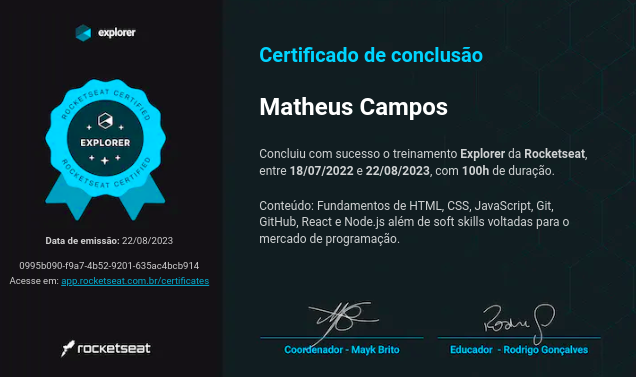 explorer
ROCKETSEAT CERTIFIED
EXPLORER
ROCKETSEAT CERTIFIED
Data de emissão: 22/08/2023
0995b090-f9a7-4b52-9201-635ac4bcb914
Acesse em: app.rocketseat.com.br/certificates
rocketseat
Certificado de conclusão
Matheus Campos
Concluiu com sucesso o treinamento Explorer da Rocketseat,
entre 18/07/2022 e 22/08/2023, com 100h de duração.
Conteúdo: Fundamentos de HTML, CSS, JavaScript, Git,
GitHub, React e Node.js além de soft skills voltadas para o
mercado de programação.
Coordenador - Mayk Brito
Educador - Rodrigo Gonçalves